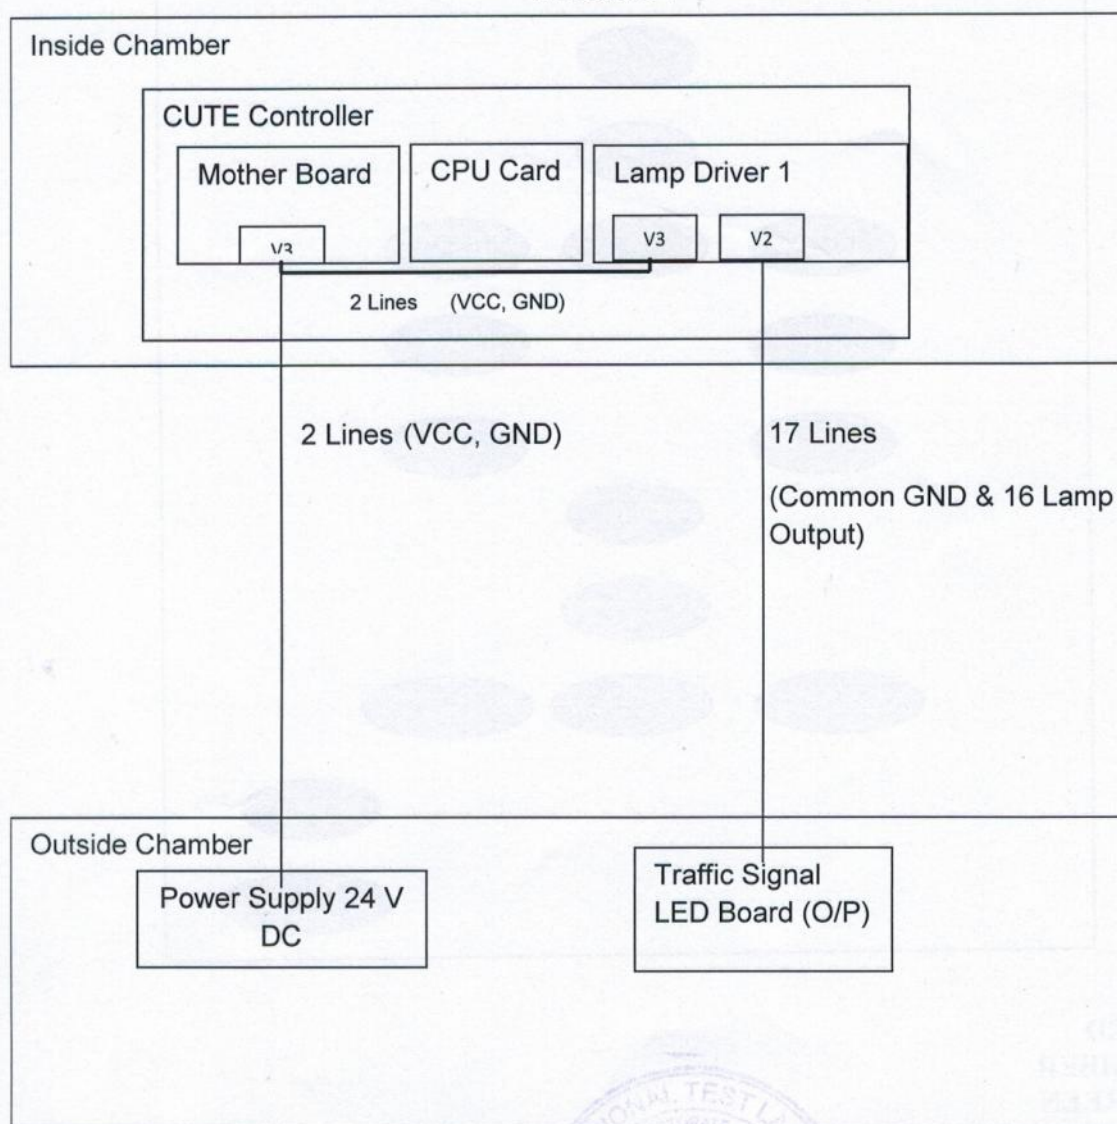 Inside Chamber
CUTE Controller
Mother Board
CPU Card
Lamp Driver 1
V3
V3
V2
2 Lines (VCC, GND)
2 Lines (VCC, GND)
17 Lines
(Common GND & 16 Lamp
Output)
Outside Chamber
Power Supply 24 V
DC
Traffic Signal
LED Board (O/P)
TEST